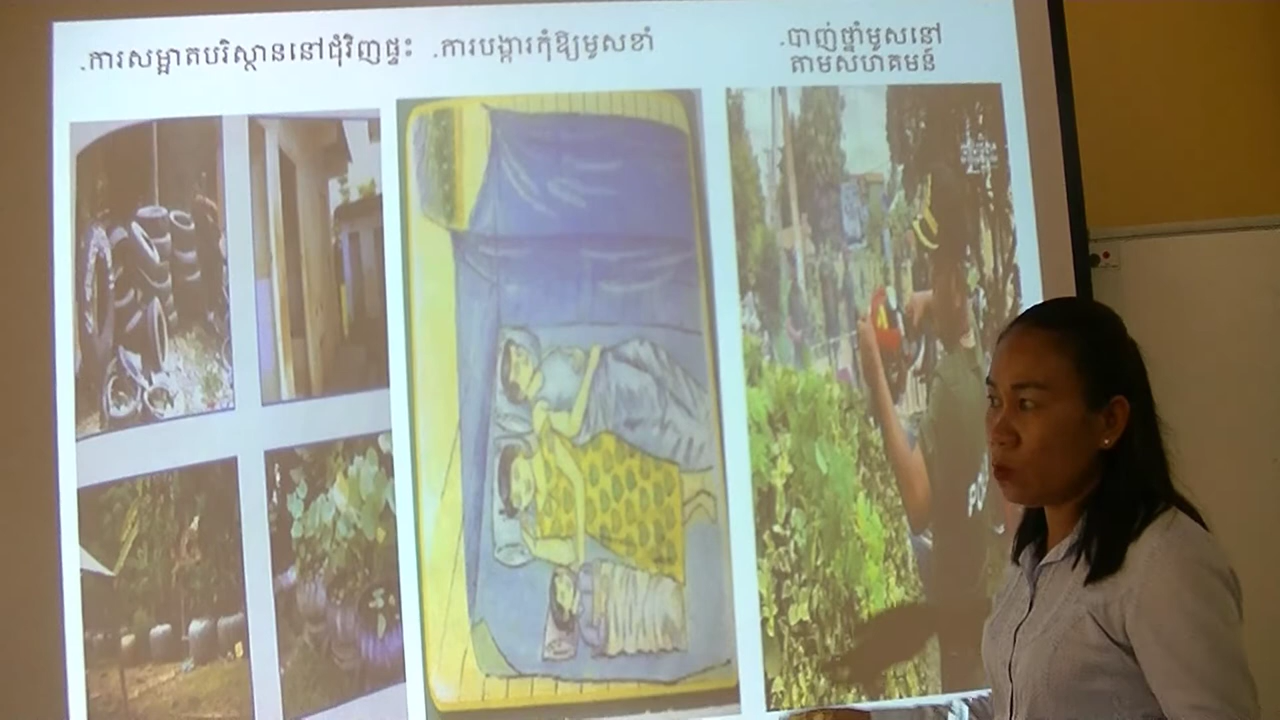 .ការសម្អាតបរិស្ថាននៅជុំវិញផ្ទះ
.ការបង្ការកុំឱ្យមូសខាំ
.បាញ់ថ្នាំមូសនៅ
តាមសហគមន៍